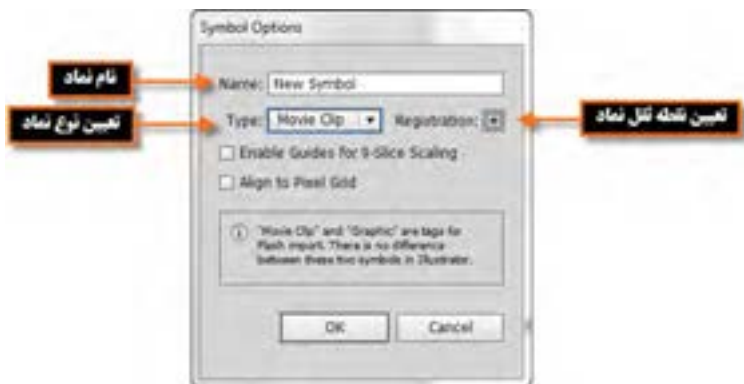 Symbol Options
نام نماد
Name: New Symbol
تعیین نوع نماد
Type: Movie Clip Registration:
تعیین نقطه ثقل نماد
Enable Guides for 9-Slice Scaling
Align to Pixel Grid
"Movie Clip" and "Graphic" are tags for
Flash import. There is no difference
between these two symbols in Illustrator.
OK Cancel